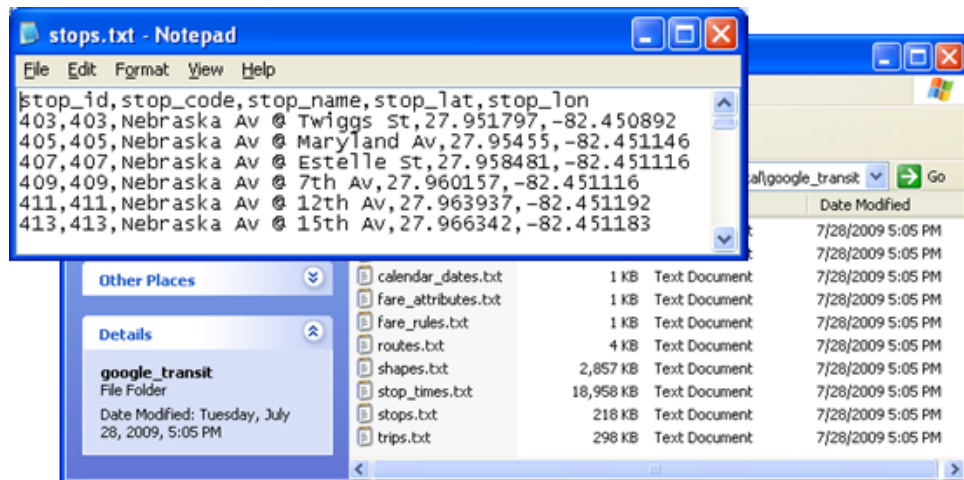 stops.txt - Notepad
File Edit Format View Help
stop_id,stop_code,stop_name,stop_lat,stop_lon
403,403,Nebraska Av @ Twiggs St,27.951797,-82.450892
405,405,Nebraska Av @ Maryland Av,27.95455,-82.451146
407,407,Nebraska Av @ Estelle St,27.958481,-82.451116
409,409,Nebraska Av @ 7th Av,27.960157,-82.451116
411,411,Nebraska Av @ 12th Av,27.963937,-82.451192
413,413,Nebraska Av @ 15th Av,27.966342,-82.451183
cal\google_transit Go
Date Modified
7/28/2009 5:05 PM
7/28/2009 5:05 PM
Other Places
Details
google_transit
File Folder
Date Modified: Tuesday, July
28, 2009, 5:05 PM
calendar_dates.txt 1 KB Text Document 7/28/2009 5:05 PM
fare_attributes.txt 1 KB Text Document 7/28/2009 5:05 PM
fare_rules.txt 1 KB Text Document 7/28/2009 5:05 PM
routes.txt 4 KB Text Document 7/28/2009 5:05 PM
shapes.txt 2,857 KB Text Document 7/28/2009 5:05 PM
stop_times.txt 18,958 KB Text Document 7/28/2009 5:05 PM
stops.txt 218 KB Text Document 7/28/2009 5:05 PM
trips.txt 298 KB Text Document 7/28/2009 5:05 PM